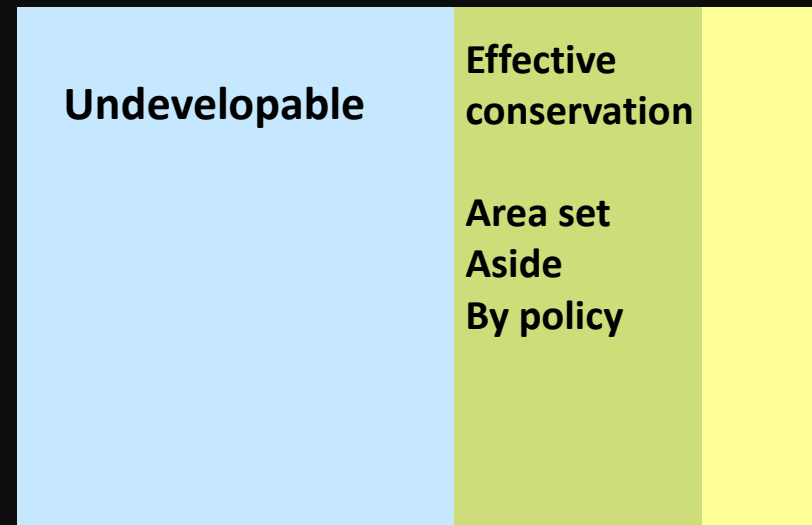 Undevelopable
Effective
conservation
Area set
Aside
By policy